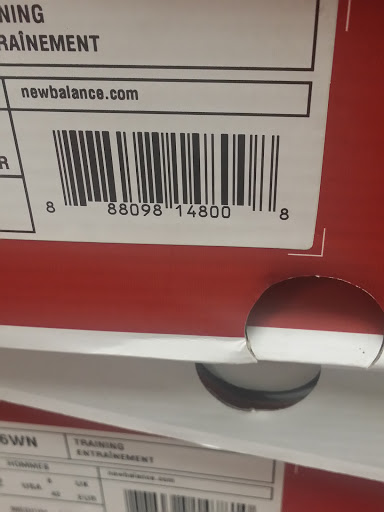 NING
RAÎNEMENT
newbalance.com
R
8 88098 14800 8
6WN TRAINING
ENTRAÎNEMENT
HOMMES
newbalance.com
USA UK
EUR